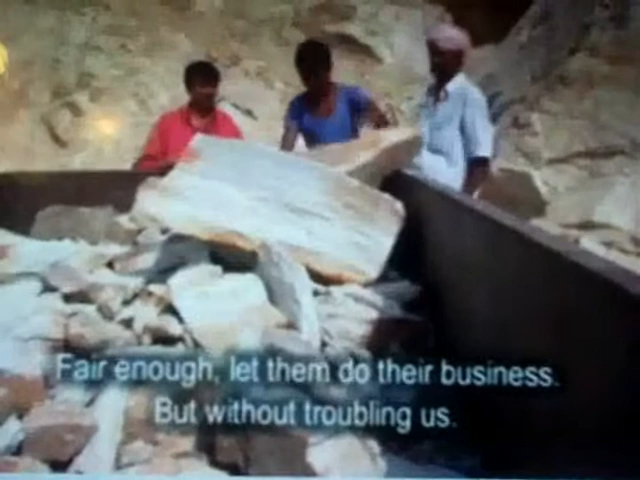 Fair enough, let them do their business.
But without troubling us.